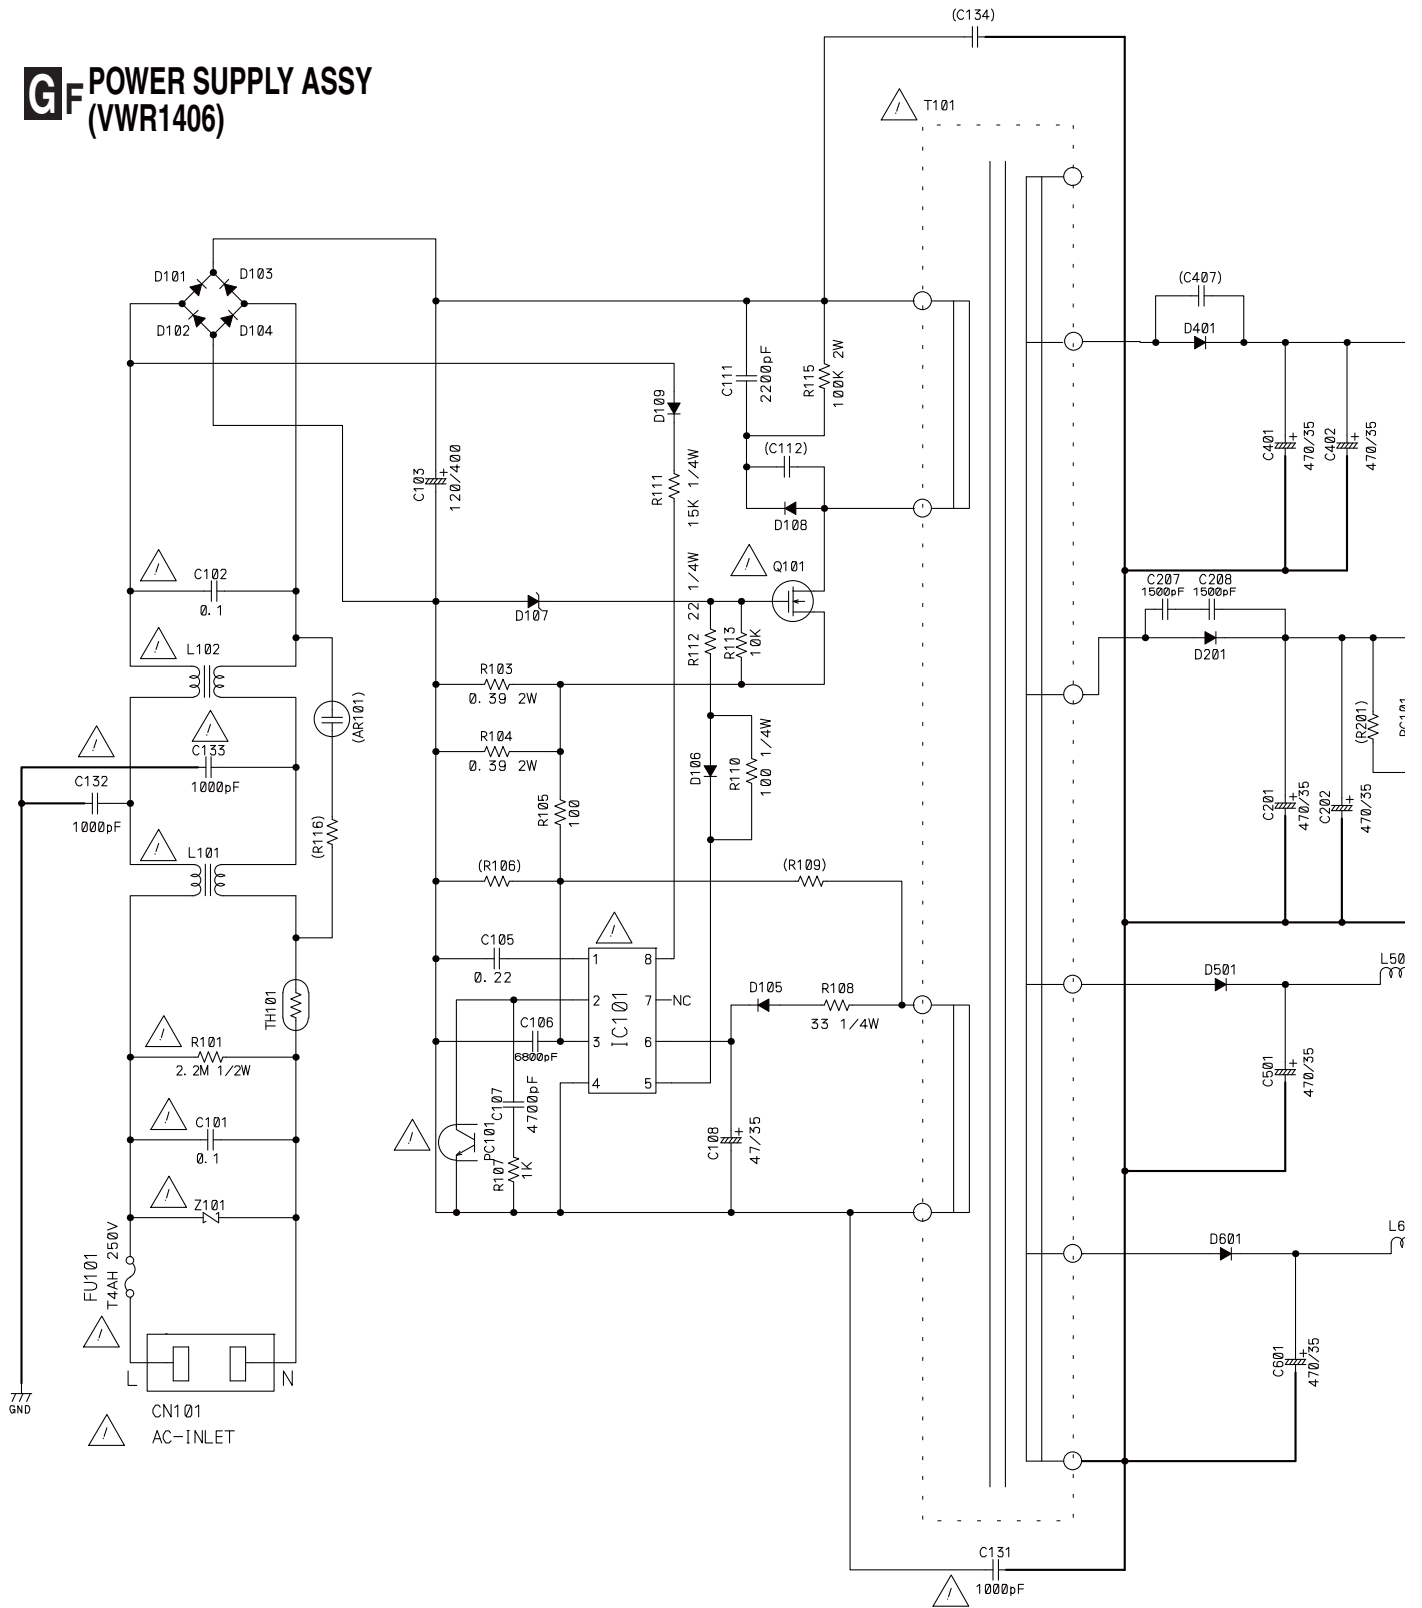 (C134)
G F POWER SUPPLY ASSY
(VWR1406)
T101
D101
D103
(C407)
D102
D104
D401
C111
2200pF
R115
100K 2W
D109
C401
470/35
C402
470/35
(C112)
C103
120/400
R111
15K 1/4W
D108
C102
0.1
Q101
C207
1500pF
C208
1500pF
D107
R112
22 1/4W
R113
10K
L102
D201
R103
0.39 2W
(AR101)
(R201)
C133
1000pF
R104
0.39 2W
D106
R110
100 1/4W
C132
1000pF
R105
100
C201
470/35
C202
470/35
(R116)
L101
(R106)
(R109)
C105
0.22
1
8
L50
D501
TH101
2
7
NC
IC101
D105
R108
33 1/4W
C106
6800pF
3
6
R101
2.2M 1/2W
4
5
C501
470/35
C107
4700pF
C101
0.1
PC101
R107
1K
C108
47/35
Z101
FU101
T4AH 250V
D601
L6
C601
470/35
L
N
GND
CN101
AC-INLET
C131
1000pF